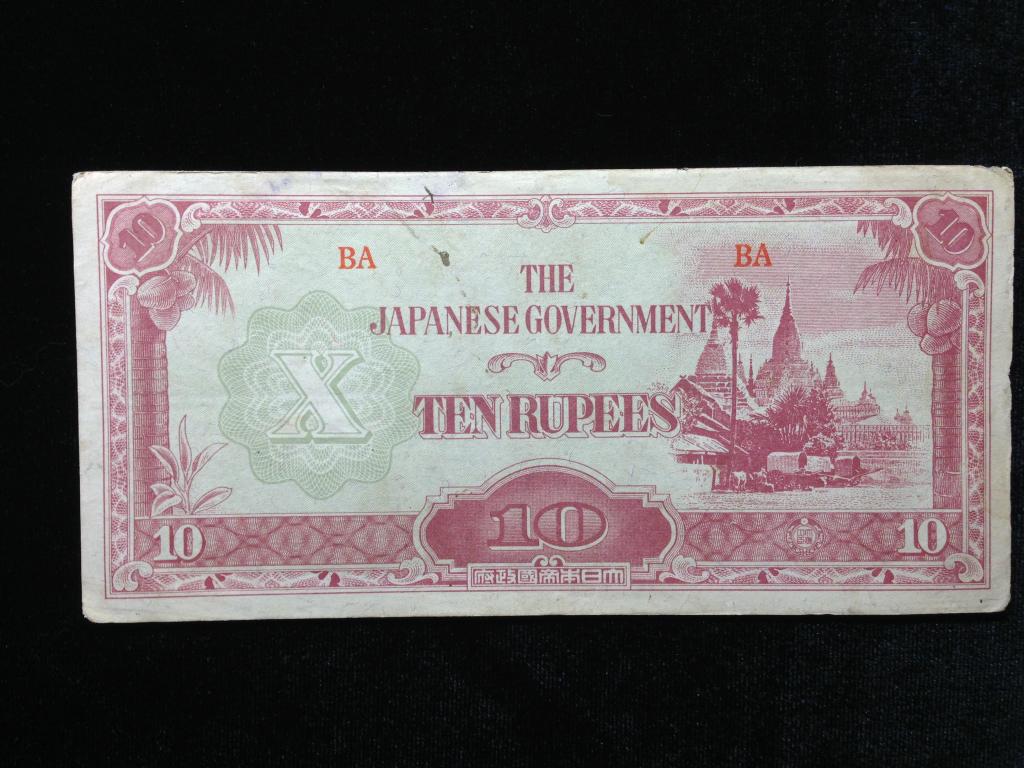 10 10
BA BA
THE
JAPANESE GOVERNMENT
X
TEN RUPEES
10 10 10
府政國帝本日大